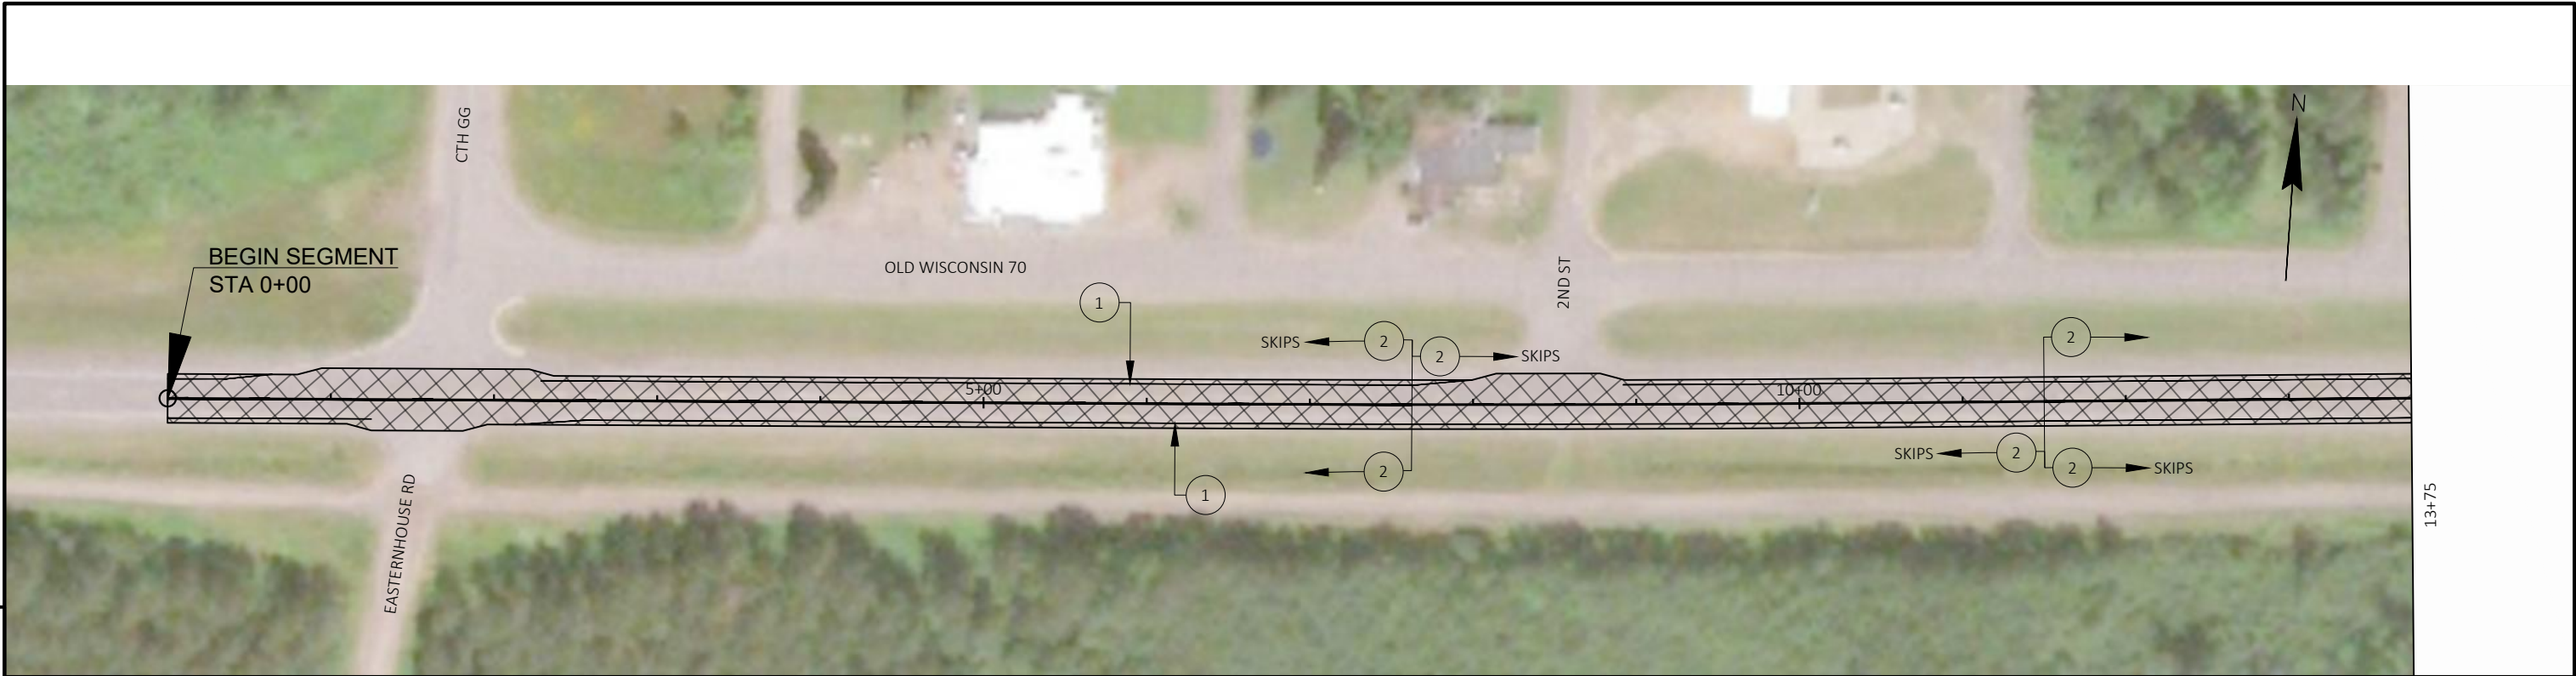 N
CTH GG
BEGIN SEGMENT
STA 0+00
OLD WISCONSIN 70
2ND ST
1
SKIPS 2
2 SKIPS
2
5+00
10+00
2
1
SKIPS 2
2 SKIPS
2
13+75
EASTERNHOUSE RD